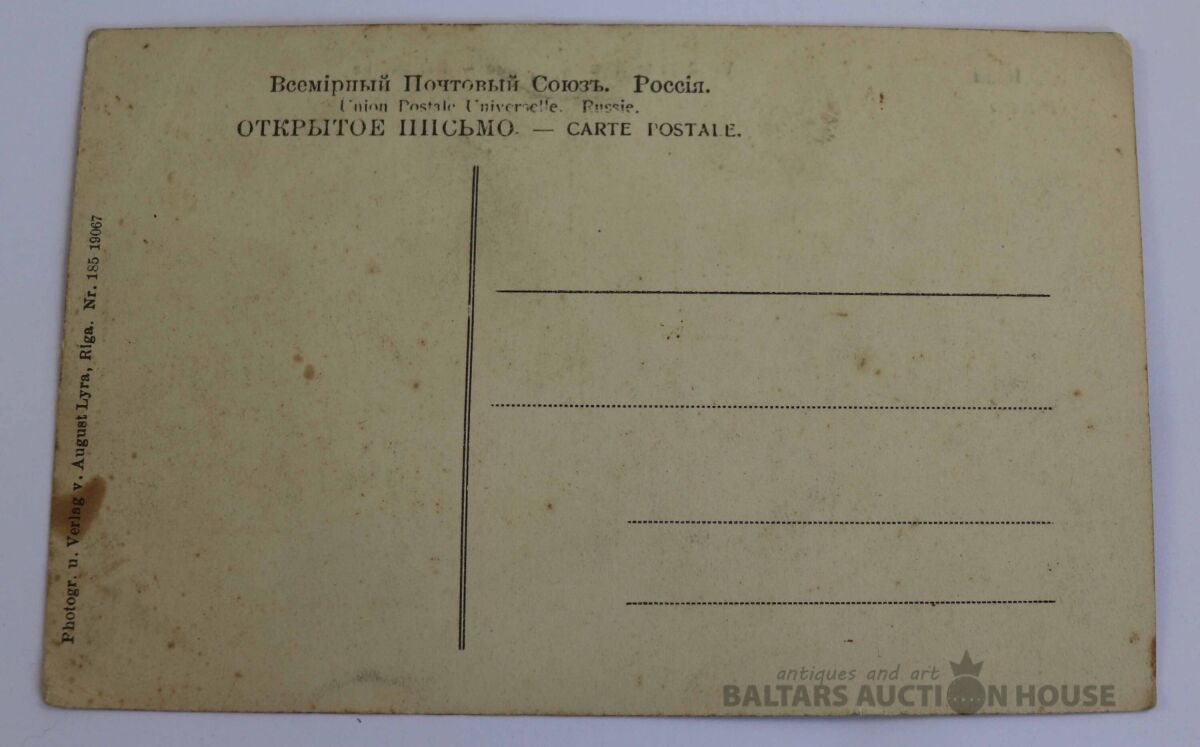 Всемірный Почтовый Союзъ. Россія.
Union Postale Universelle. Russie.
ОТКРЫТОЕ ПИСЬМО. — CARTE POSTALE.
Photogr. u. Verlag v. August Lyra, Riga. Nr. 185 19067
antiques and art
BALTARS AUCTION HOUSE